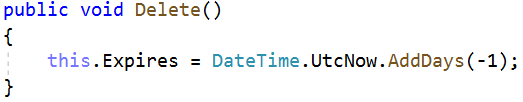 public void Delete()
{
    this.Expires = DateTime.UtcNow.AddDays(-1);
}